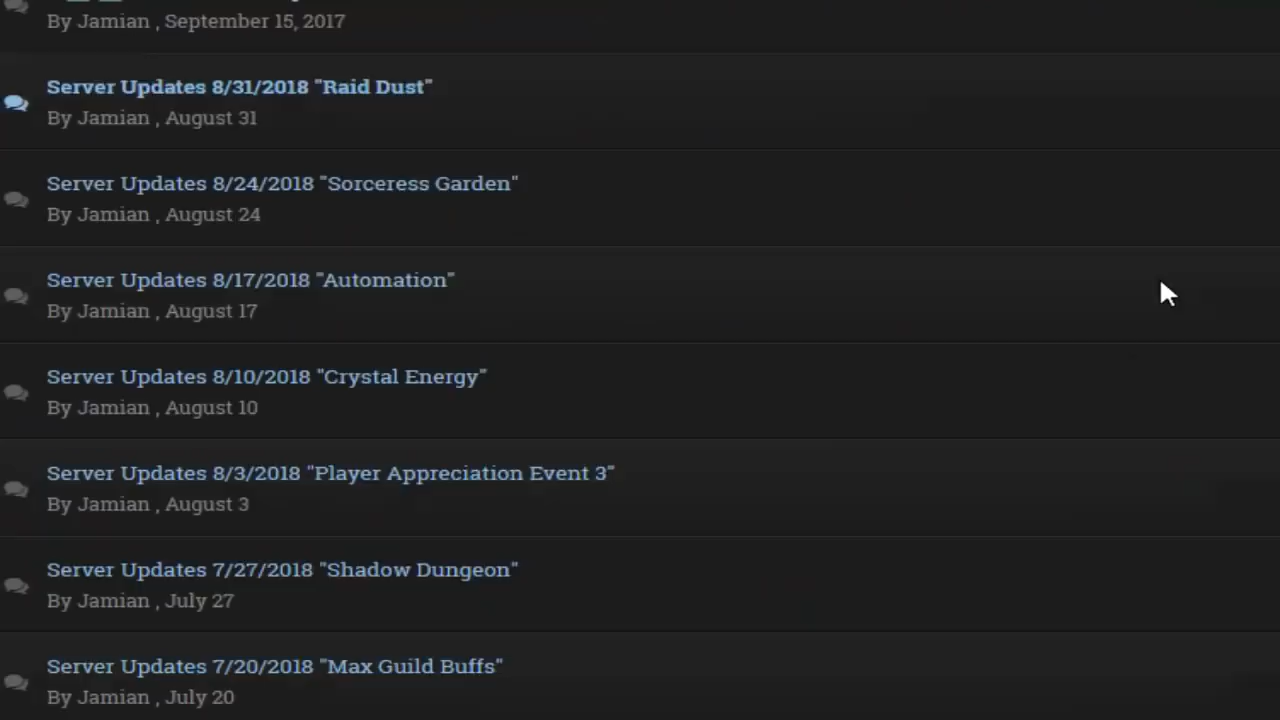 By Jamian , September 15, 2017
Server Updates 8/31/2018 "Raid Dust"
By Jamian , August 31
Server Updates 8/24/2018 "Sorceress Garden"
By Jamian , August 24
Server Updates 8/17/2018 "Automation"
By Jamian , August 17
Server Updates 8/10/2018 "Crystal Energy"
By Jamian , August 10
Server Updates 8/3/2018 "Player Appreciation Event 3"
By Jamian , August 3
Server Updates 7/27/2018 "Shadow Dungeon"
By Jamian , July 27
Server Updates 7/20/2018 "Max Guild Buffs"
By Jamian , July 20